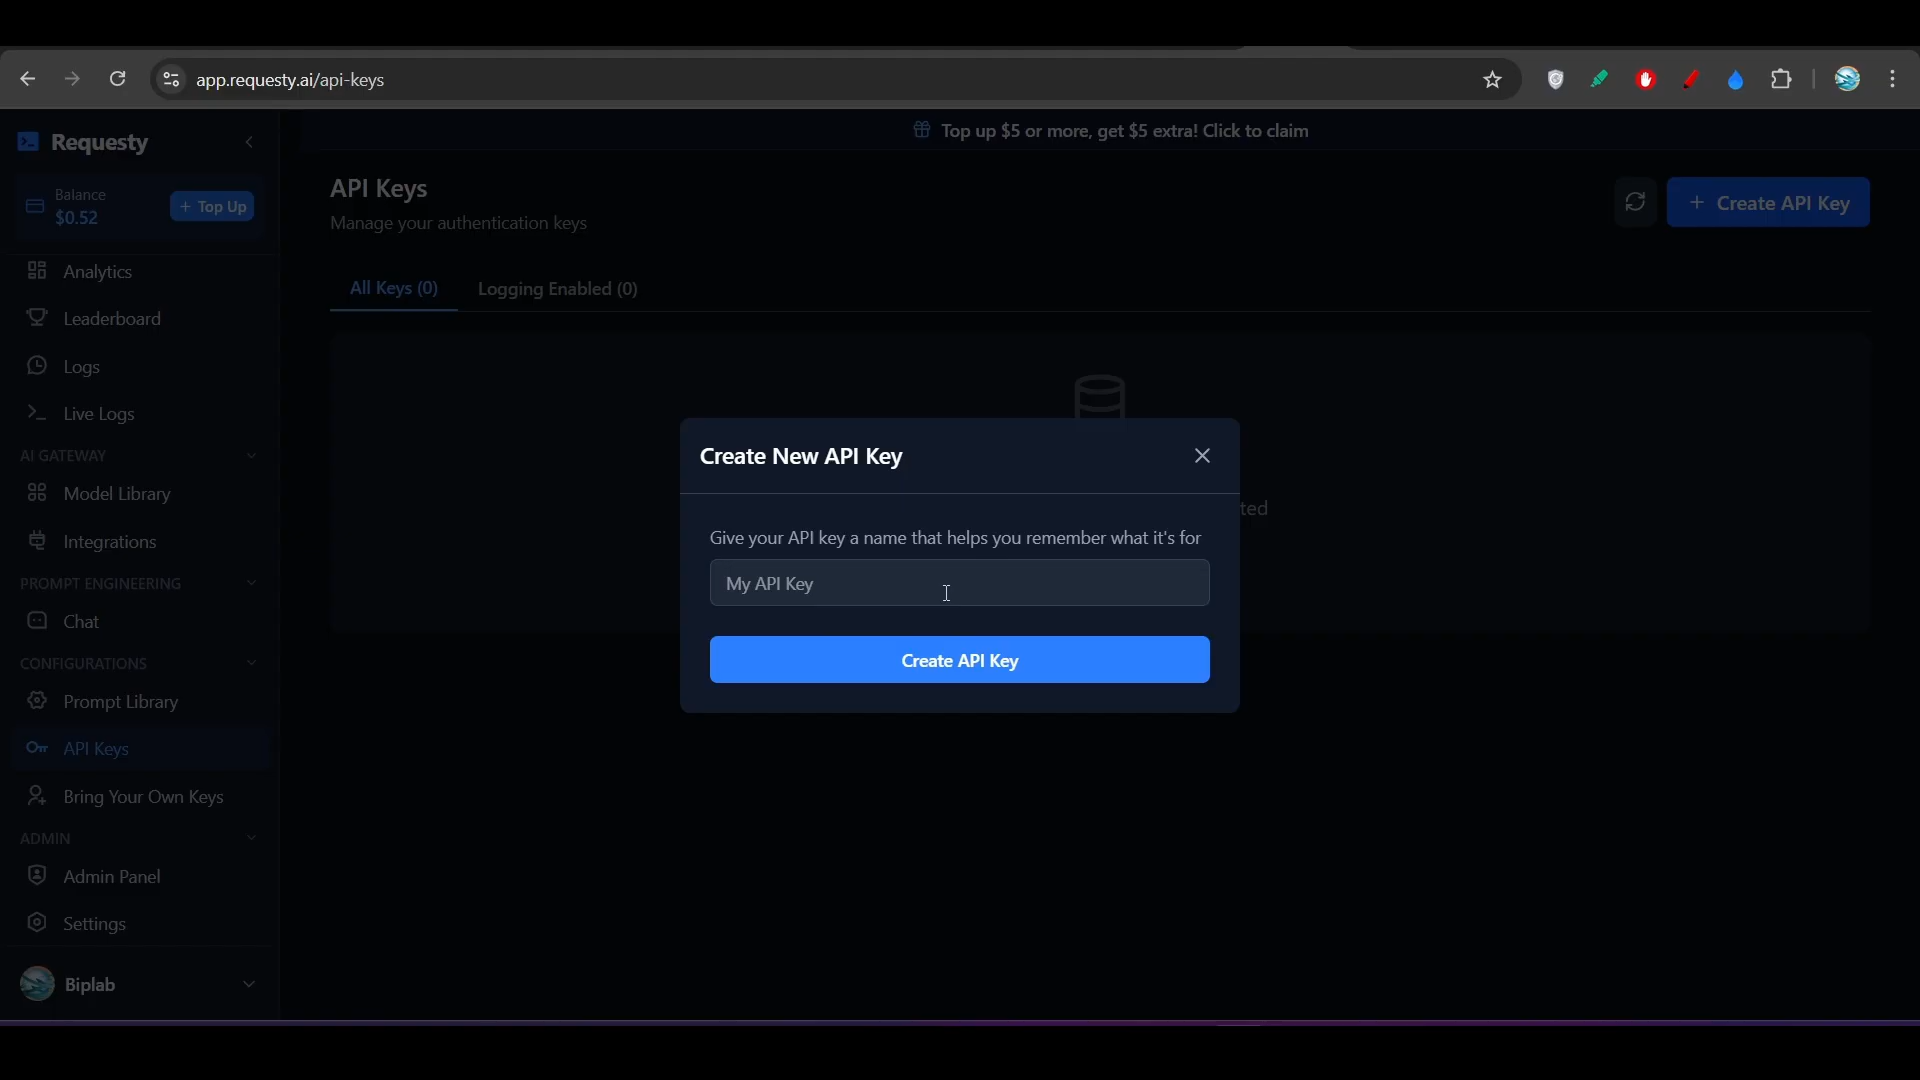 app.requesty.ai/api-keys
Requesty
Top up $5 or more, get $5 extra! Click to claim
Balance
$0.52
+ Top Up
API Keys
Manage your authentication keys
+ Create API Key
All Keys (0)
Logging Enabled (0)
Analytics
Leaderboard
Logs
Live Logs
AI GATEWAY
Model Library
Integrations
PROMPT ENGINEERING
Chat
CONFIGURATIONS
Prompt Library
API Keys
Bring Your Own Keys
ADMIN
Admin Panel
Settings
Biplab
Create New API Key
ted
Give your API key a name that helps you remember what it's for
My API Key
Create API Key